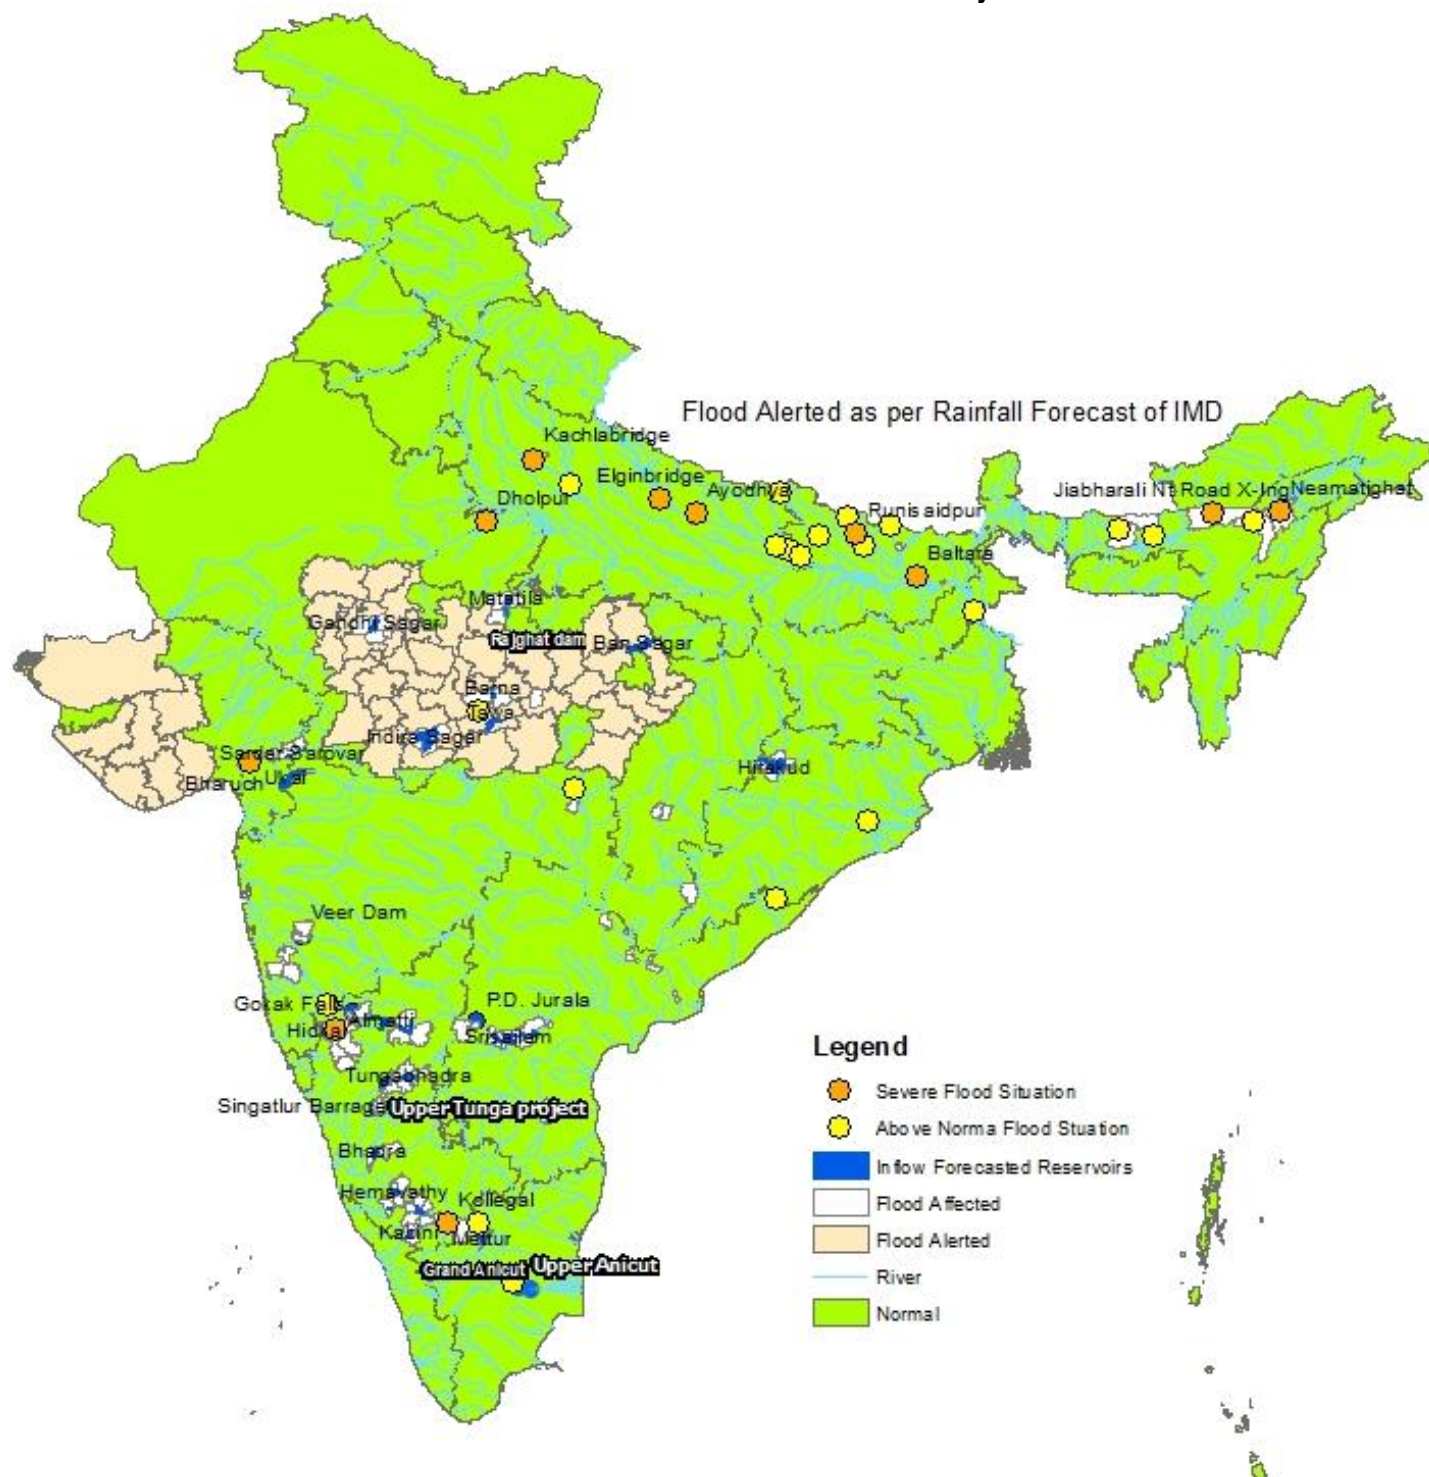 y
Flood Alerted as per Rainfall Forecast of IMD
Kachlabridge
Elginbridge
Ayodhya
Dholpur
Runisaidpur
Jiabharali Nt Road X-Ing
Neamatighat
Baltara
Matatila
Gandhi Sagar
Rajghat dam
Ban Sagar
Barna
Tawa
Indira Sagar
Sardar Sarovar
Bharuch
Ukai
Hirakud
Veer Dam
Gokak Falls
P.D. Jurala
Almatti
Hidkal
Srisailam
Tungabhadra
Singatlur Barrage
Upper Tunga project
Bhadra
Hemavathy
Kollegal
Kabini
Mettur
Grand Anicut
Upper Anicut
Legend
Severe Flood Situation
Above Norma Flood Stuation
Inflow Forecasted Reservoirs
Flood Affected
Flood Alerted
River
Normal